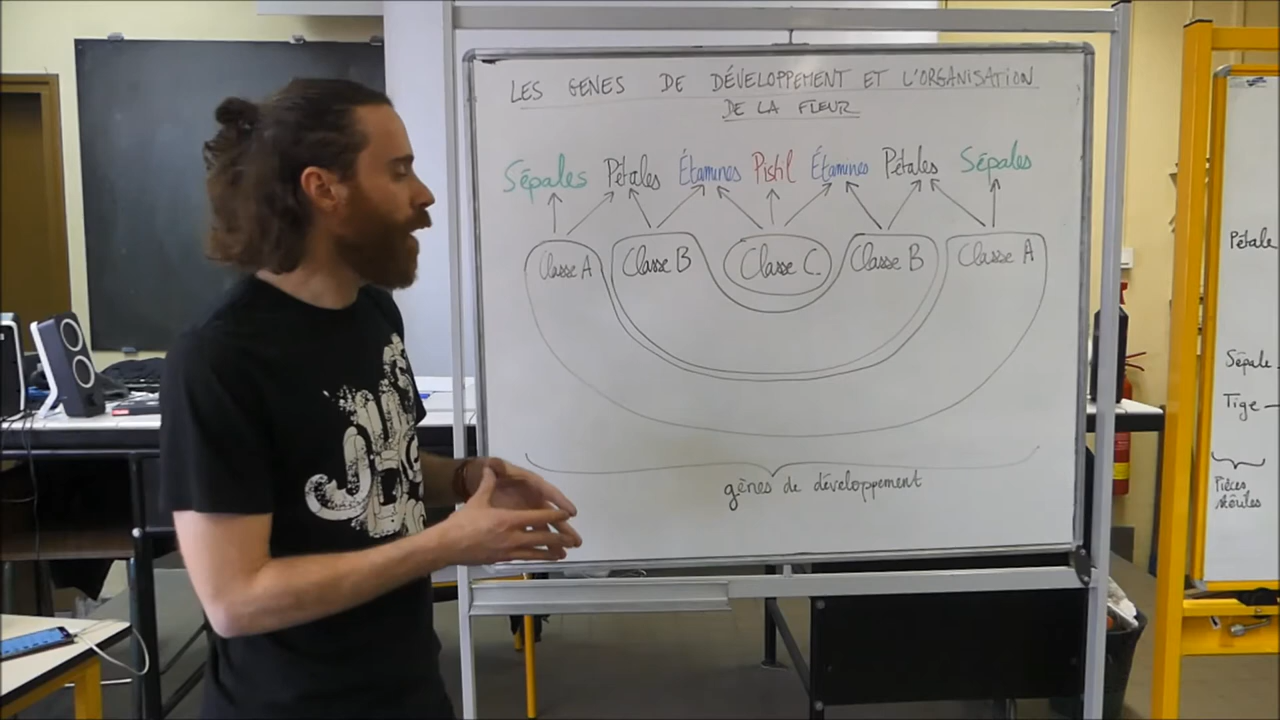 LES GENES DE DÉVELOPPEMENT ET L'ORGANISATION
DE LA FLEUR
Sépales Pétales Étamines Pistil Étamines Pétales Sépales
Classe A Classe B Classe C Classe B Classe A
gènes de développement
Pétale
Sépale
Tige
Pièces